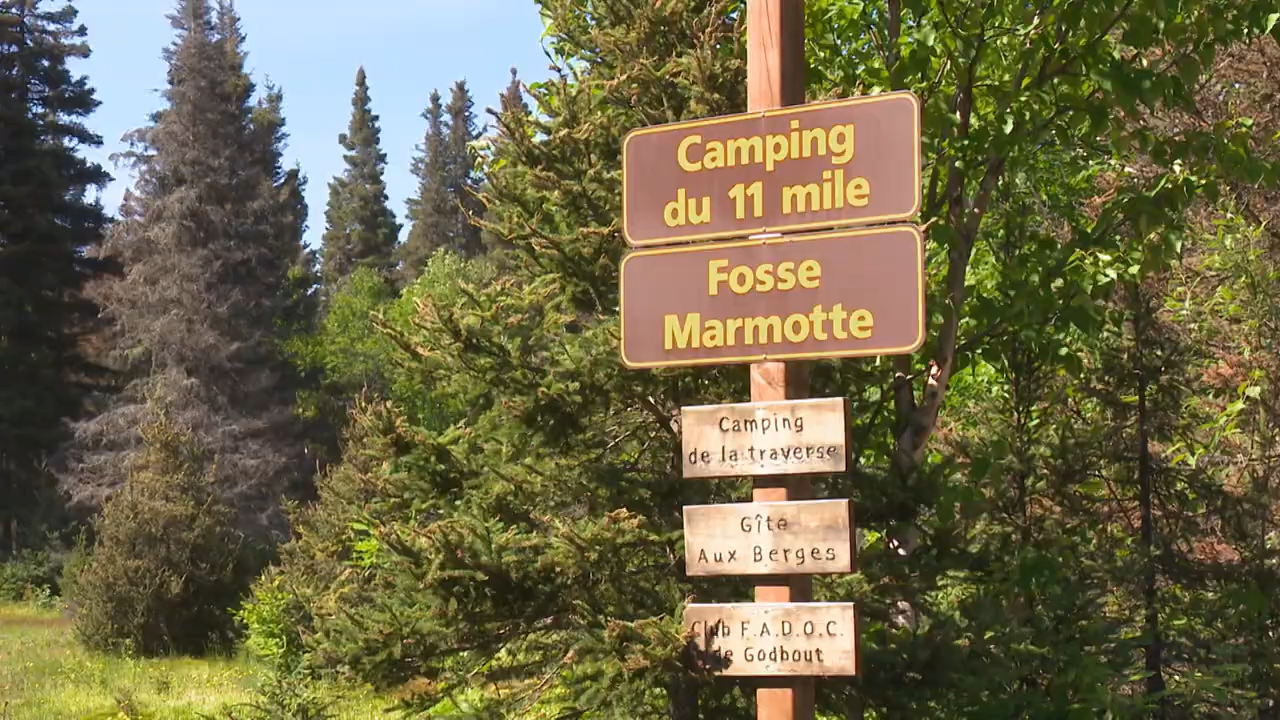 Camping
du 11 mile
Fosse
Marmotte
Camping
de la traverse
Gîte
Aux Berges
Club F.A.D.O.C.
de Godbout